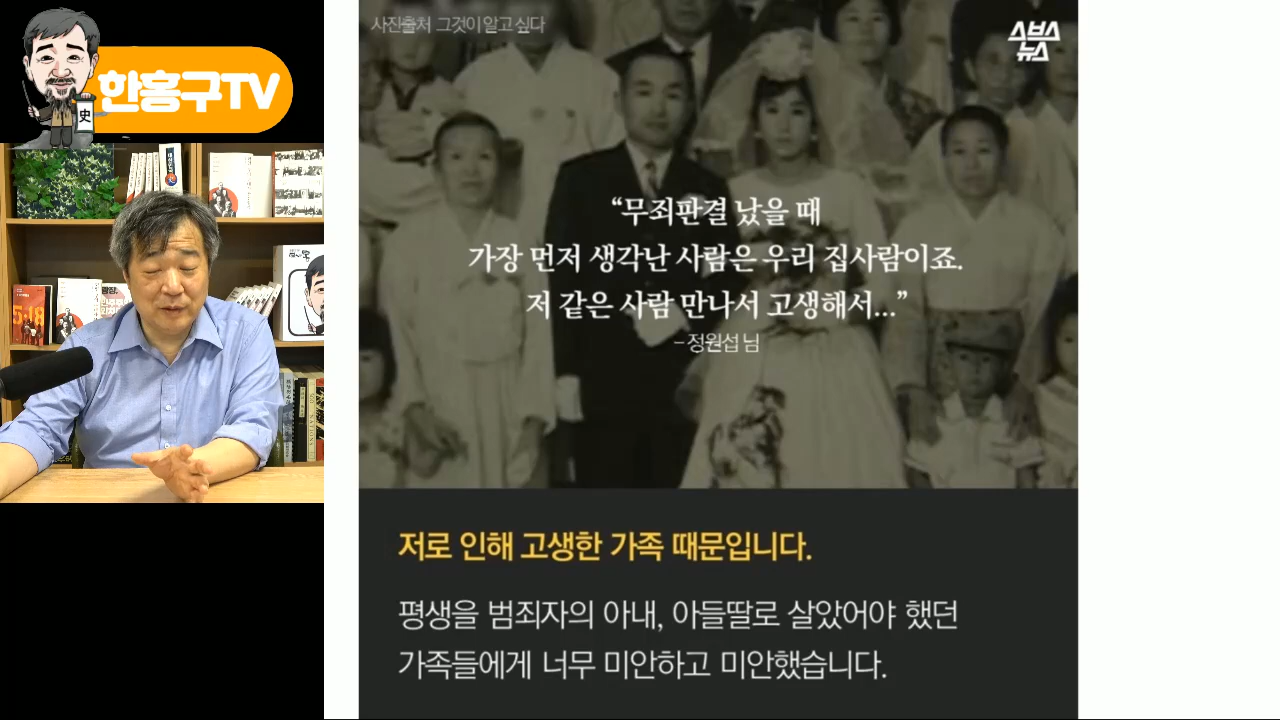 한홍구TV
史
5·18
사진출처 그것이 알고 싶다
스브스
뉴스
“무죄판결 났을 때
가장 먼저 생각난 사람은 우리 집사람이죠.
저 같은 사람 만나서 고생해서...”
– 정원섭 님
저로 인해 고생한 가족 때문입니다.
평생을 범죄자의 아내, 아들딸로 살았어야 했던
가족들에게 너무 미안하고 미안했습니다.